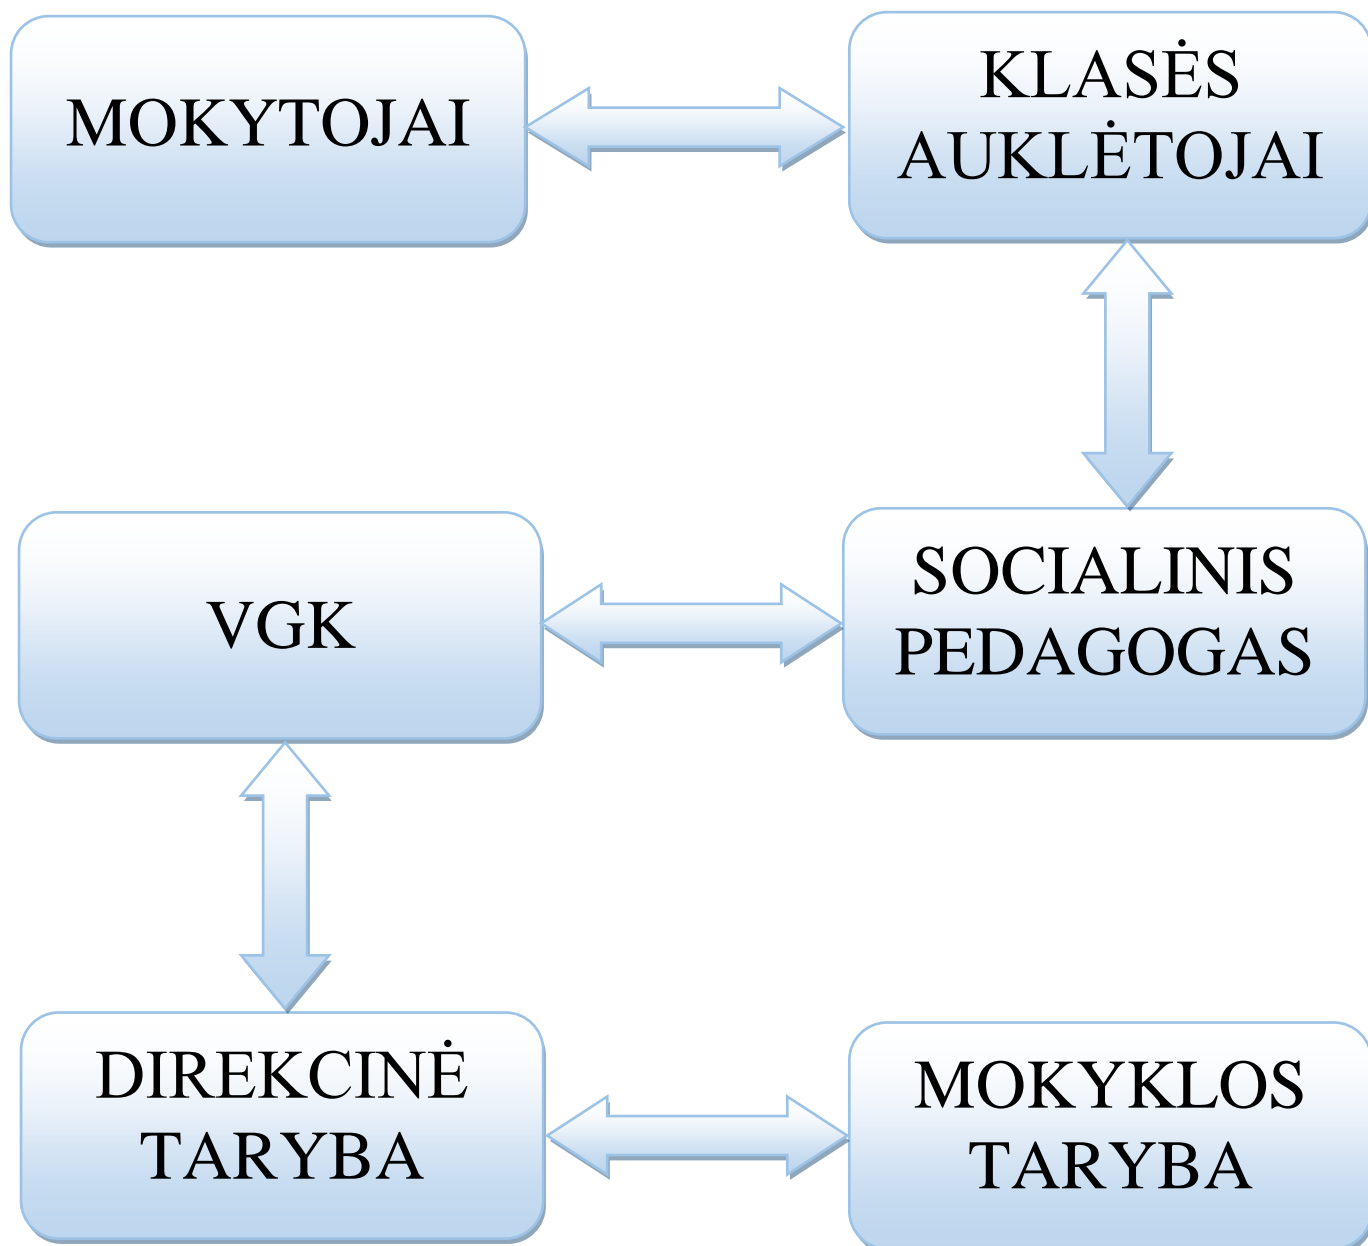 MOKYTOJAI
KLASĖS
AUKLĖTOJAI
VGK
SOCIALINIS
PEDAGOGAS
DIREKCINĖ
TARYBA
MOKYKLOS
TARYBA